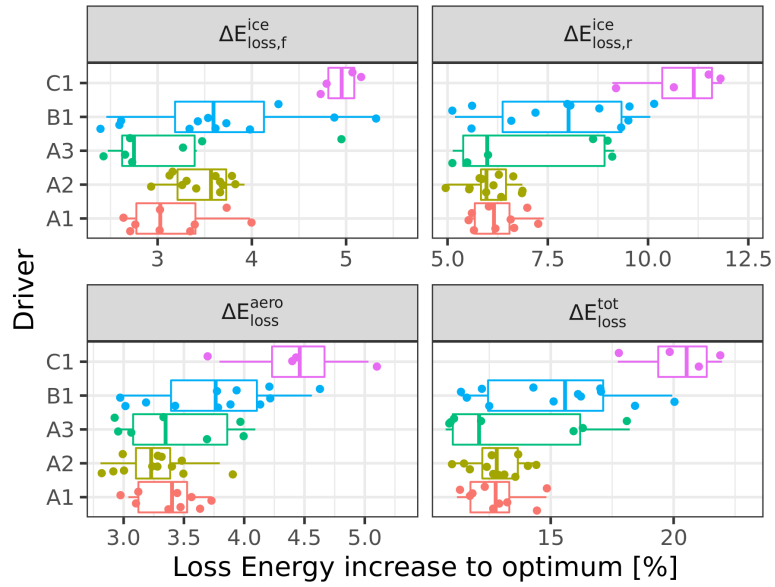 ΔE^ice_loss,f ΔE^ice_loss,r
C1
B1
A3
A2
A1
3 4 5 5.0 7.5 10.0 12.5
ΔE^aero_loss ΔE^tot_loss
C1
B1
A3
A2
A1
3.0 3.5 4.0 4.5 5.0 15 20
Driver
Loss Energy increase to optimum [%]